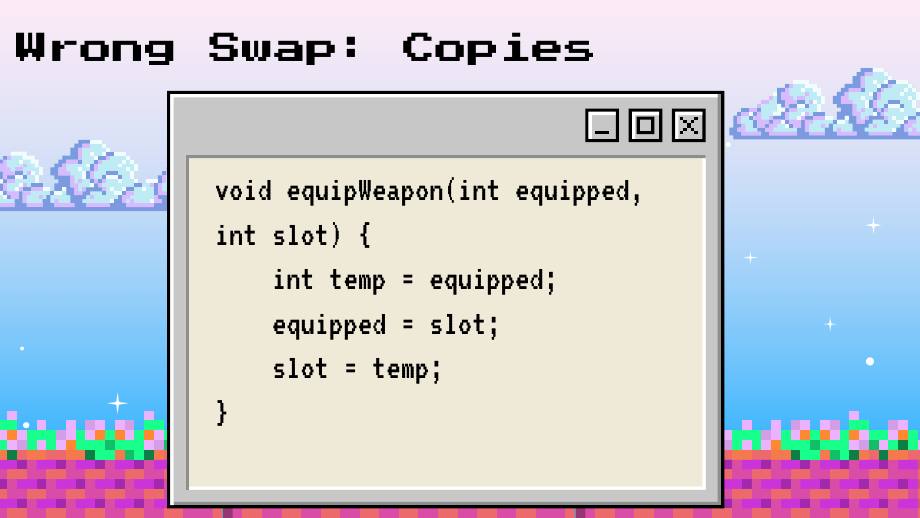 Wrong Swap: Copies
void equipWeapon(int equipped,
int slot) {
    int temp = equipped;
    equipped = slot;
    slot = temp;
}